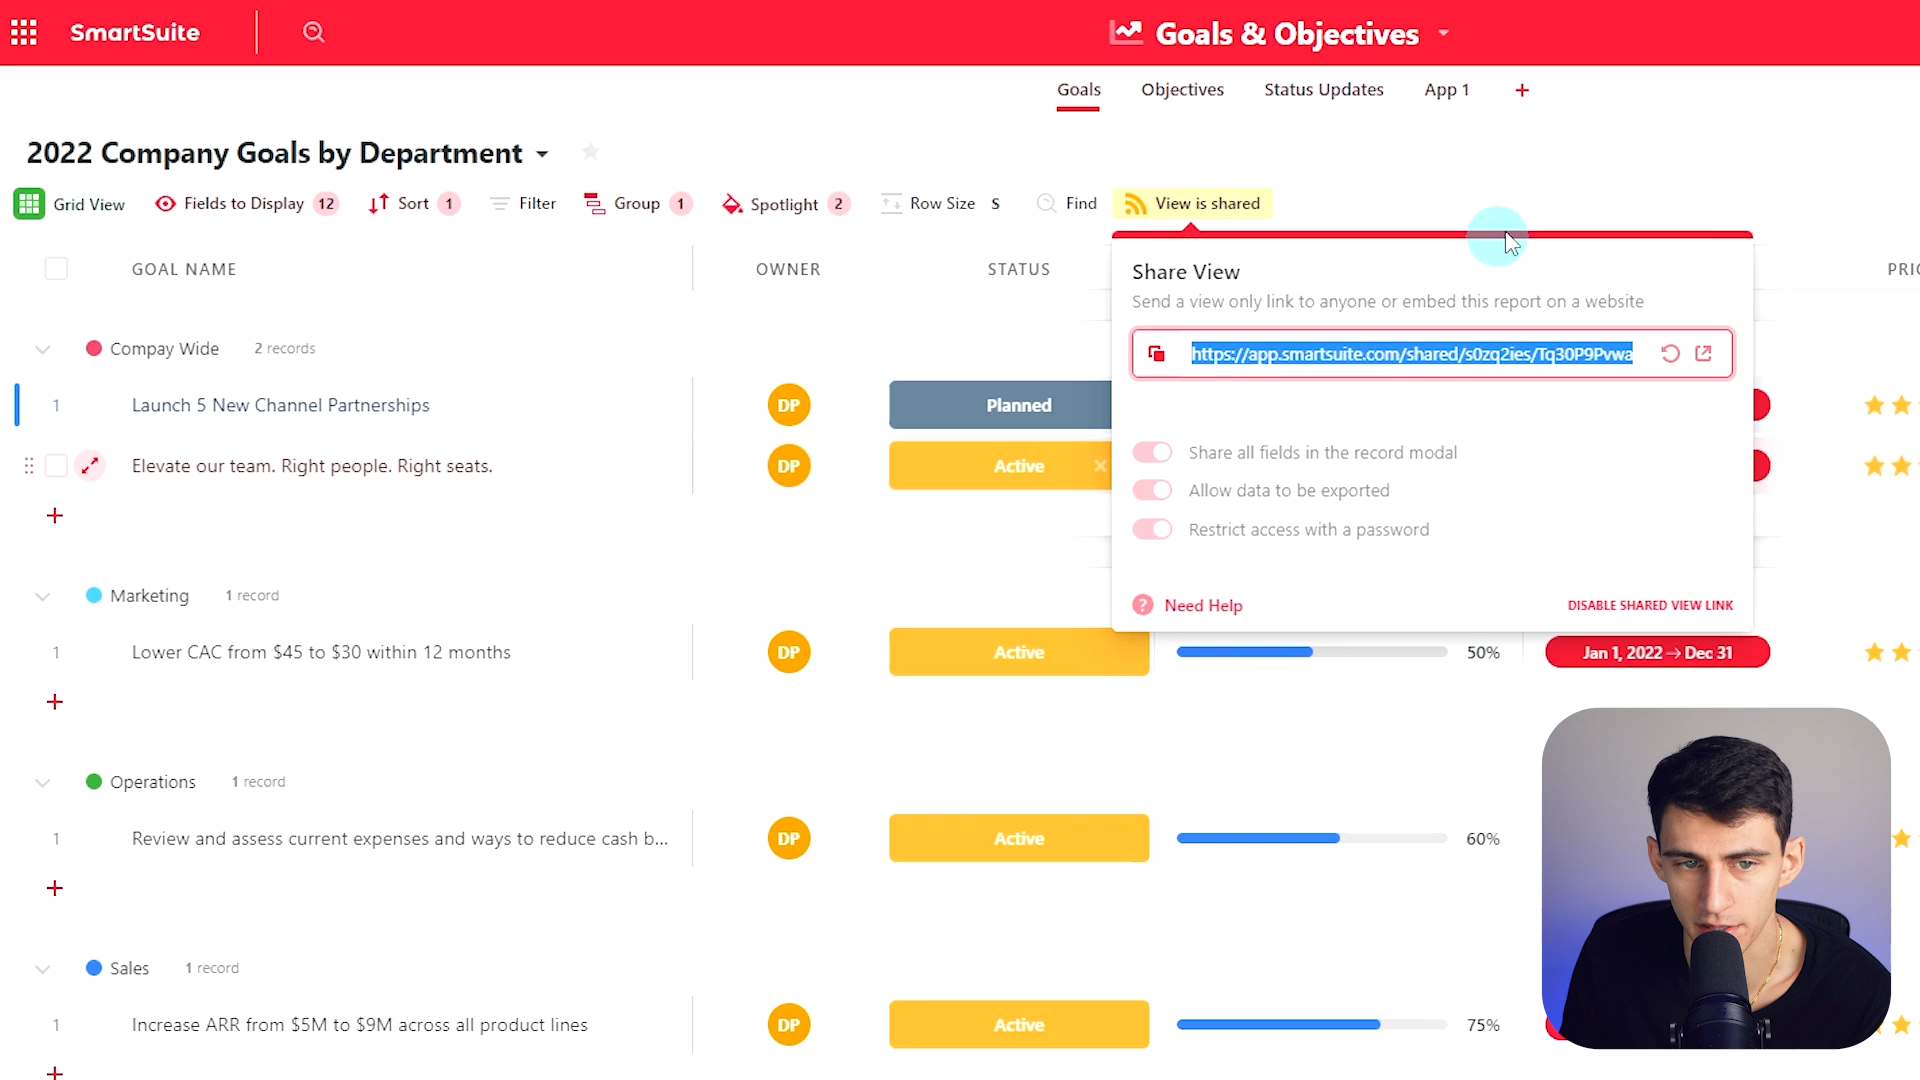 SmartSuite
Goals & Objectives
Goals Objectives Status Updates App 1 +
2022 Company Goals by Department
Grid View Fields to Display 12 Sort 1 Filter Group 1 Spotlight 2 Row Size S Find View is shared
GOAL NAME OWNER STATUS
Share View
Send a view only link to anyone or embed this report on a website
https://app.smartsuite.com/shared/s0zq2ies/Tq30P9Pvwa
Share all fields in the record modal
Allow data to be exported
Restrict access with a password
? Need Help DISABLE SHARED VIEW LINK
Compay Wide 2 records
1 Launch 5 New Channel Partnerships DP Planned
Elevate our team. Right people. Right seats. DP Active ×
+
Marketing 1 record
1 Lower CAC from $45 to $30 within 12 months DP Active 50% Jan 1, 2022 → Dec 31
+
Operations 1 record
1 Review and assess current expenses and ways to reduce cash b... DP Active 60%
+
Sales 1 record
1 Increase ARR from $5M to $9M across all product lines DP Active 75%
+